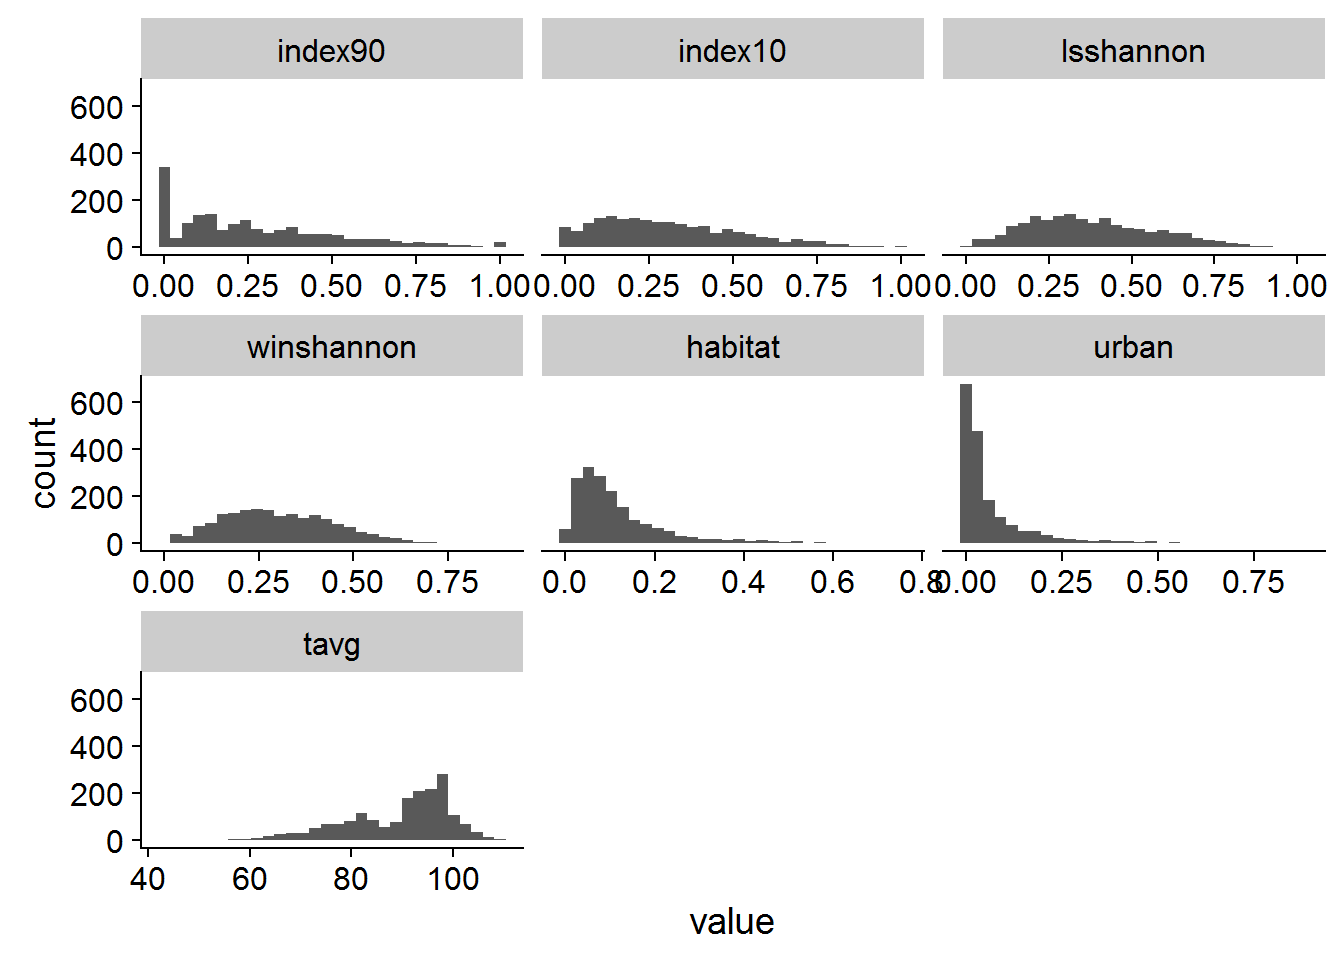 index90 index10 lsshannon
600
400
200
0
0.00 0.25 0.50 0.75 1.00 0.00 0.25 0.50 0.75 1.00 0.00 0.25 0.50 0.75 1.00
winshannon habitat urban
600
400
200
0
count
0.00 0.25 0.50 0.75 0.0 0.2 0.4 0.6 0.8 0.00 0.25 0.50 0.75
tavg
600
400
200
0
40 60 80 100
value